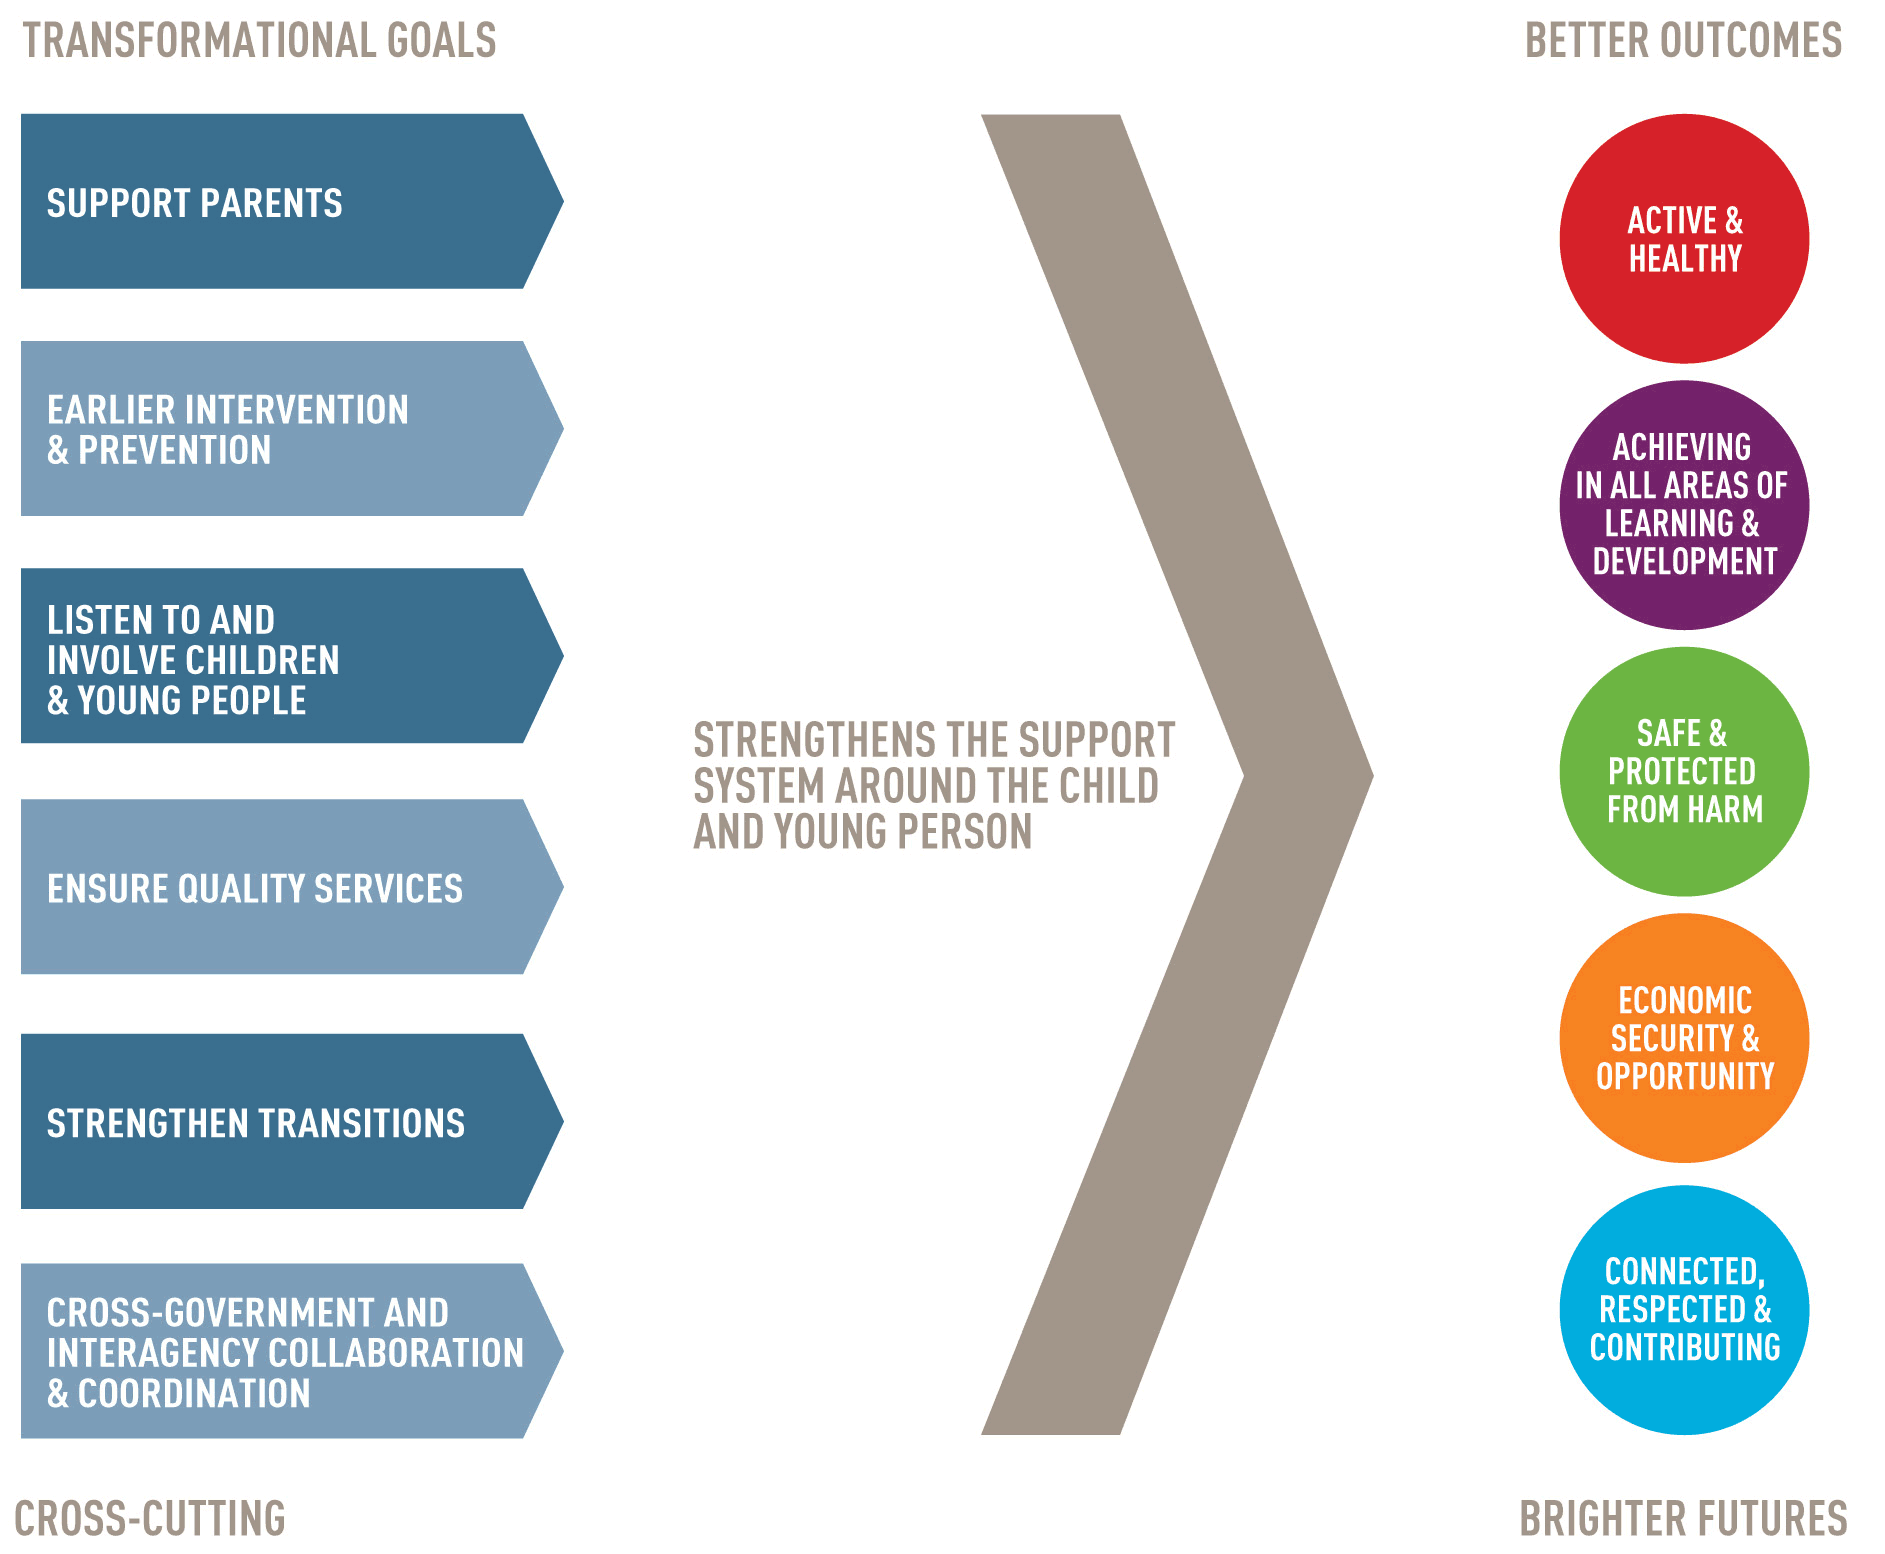 TRANSFORMATIONAL GOALS
SUPPORT PARENTS
EARLIER INTERVENTION
& PREVENTION
LISTEN TO AND
INVOLVE CHILDREN
& YOUNG PEOPLE
ENSURE QUALITY SERVICES
STRENGTHEN TRANSITIONS
CROSS-GOVERNMENT AND
INTERAGENCY COLLABORATION
& COORDINATION
CROSS-CUTTING
STRENGTHENS THE SUPPORT
SYSTEM AROUND THE CHILD
AND YOUNG PERSON
BETTER OUTCOMES
ACTIVE &
HEALTHY
ACHIEVING
IN ALL AREAS OF
LEARNING &
DEVELOPMENT
SAFE &
PROTECTED
FROM HARM
ECONOMIC
SECURITY &
OPPORTUNITY
CONNECTED,
RESPECTED &
CONTRIBUTING
BRIGHTER FUTURES